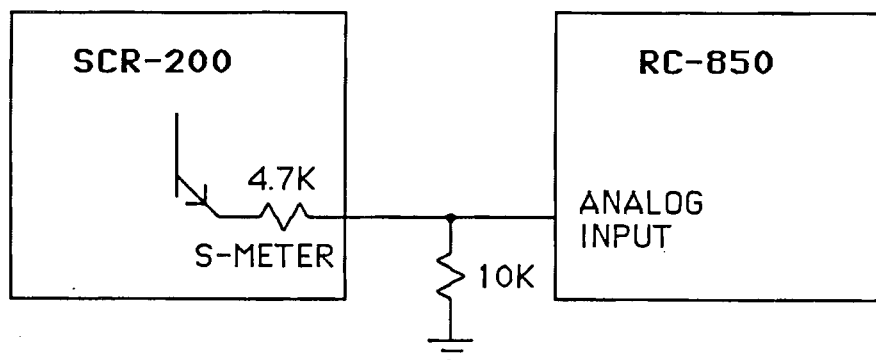 SCR-200
RC-850
4.7K
S-METER
ANALOG
INPUT
10K